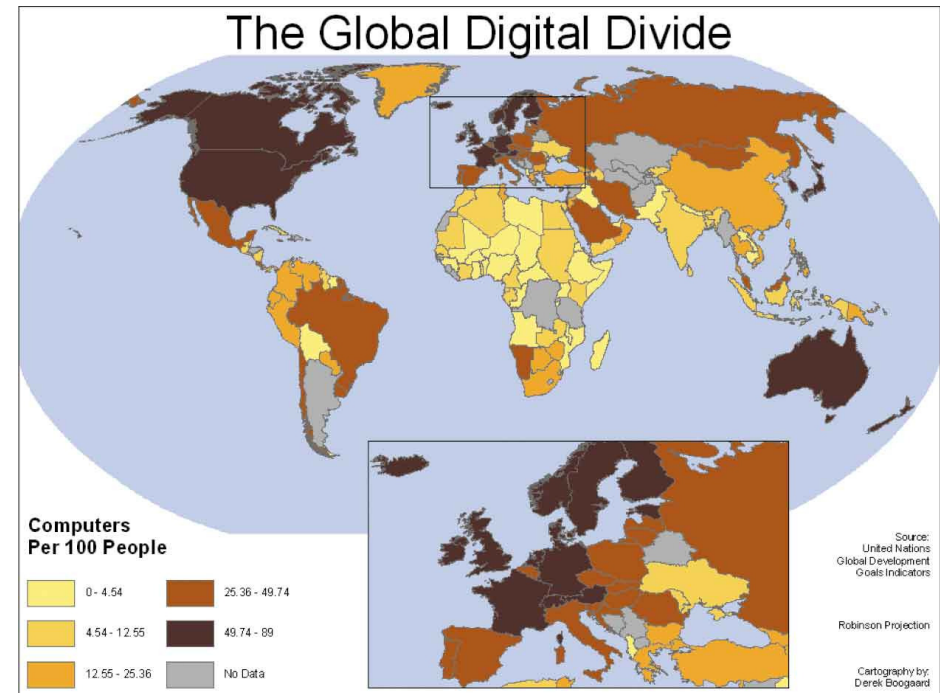 The Global Digital Divide
Computers
Per 100 People
0 - 4.54
4.54 - 12.55
12.55 - 25.36
25.36 - 49.74
49.74 - 89
No Data
Source:
United Nations
Global Development
Goals Indicators
Robinson Projection
Cartography by:
Derek Boogaard